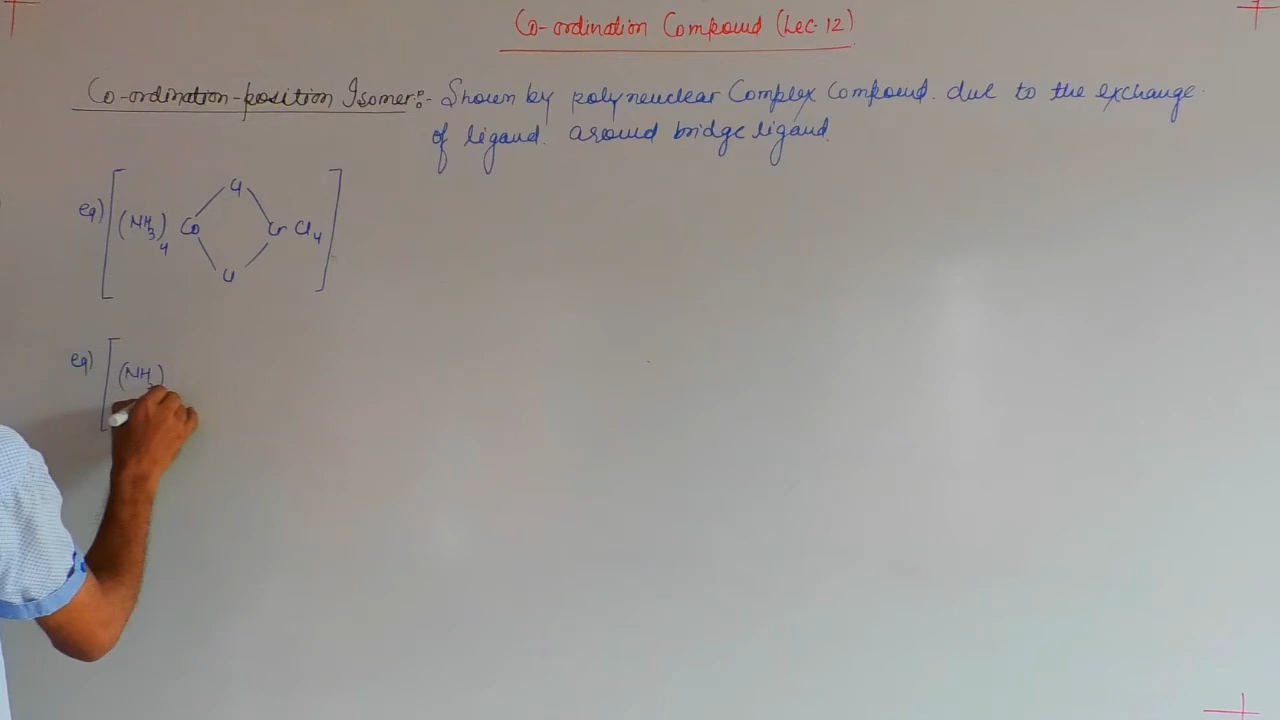 Co-ordination Compound (Lec. 12)
Co-ordination-position Isomer:- Shown by polyneuclear Complex Compound. due to the exchange.
of ligand. around bridge ligand.
eg) [(NH3)4 Co Cl Cl Cr Cl4]
eg) [(NH3)